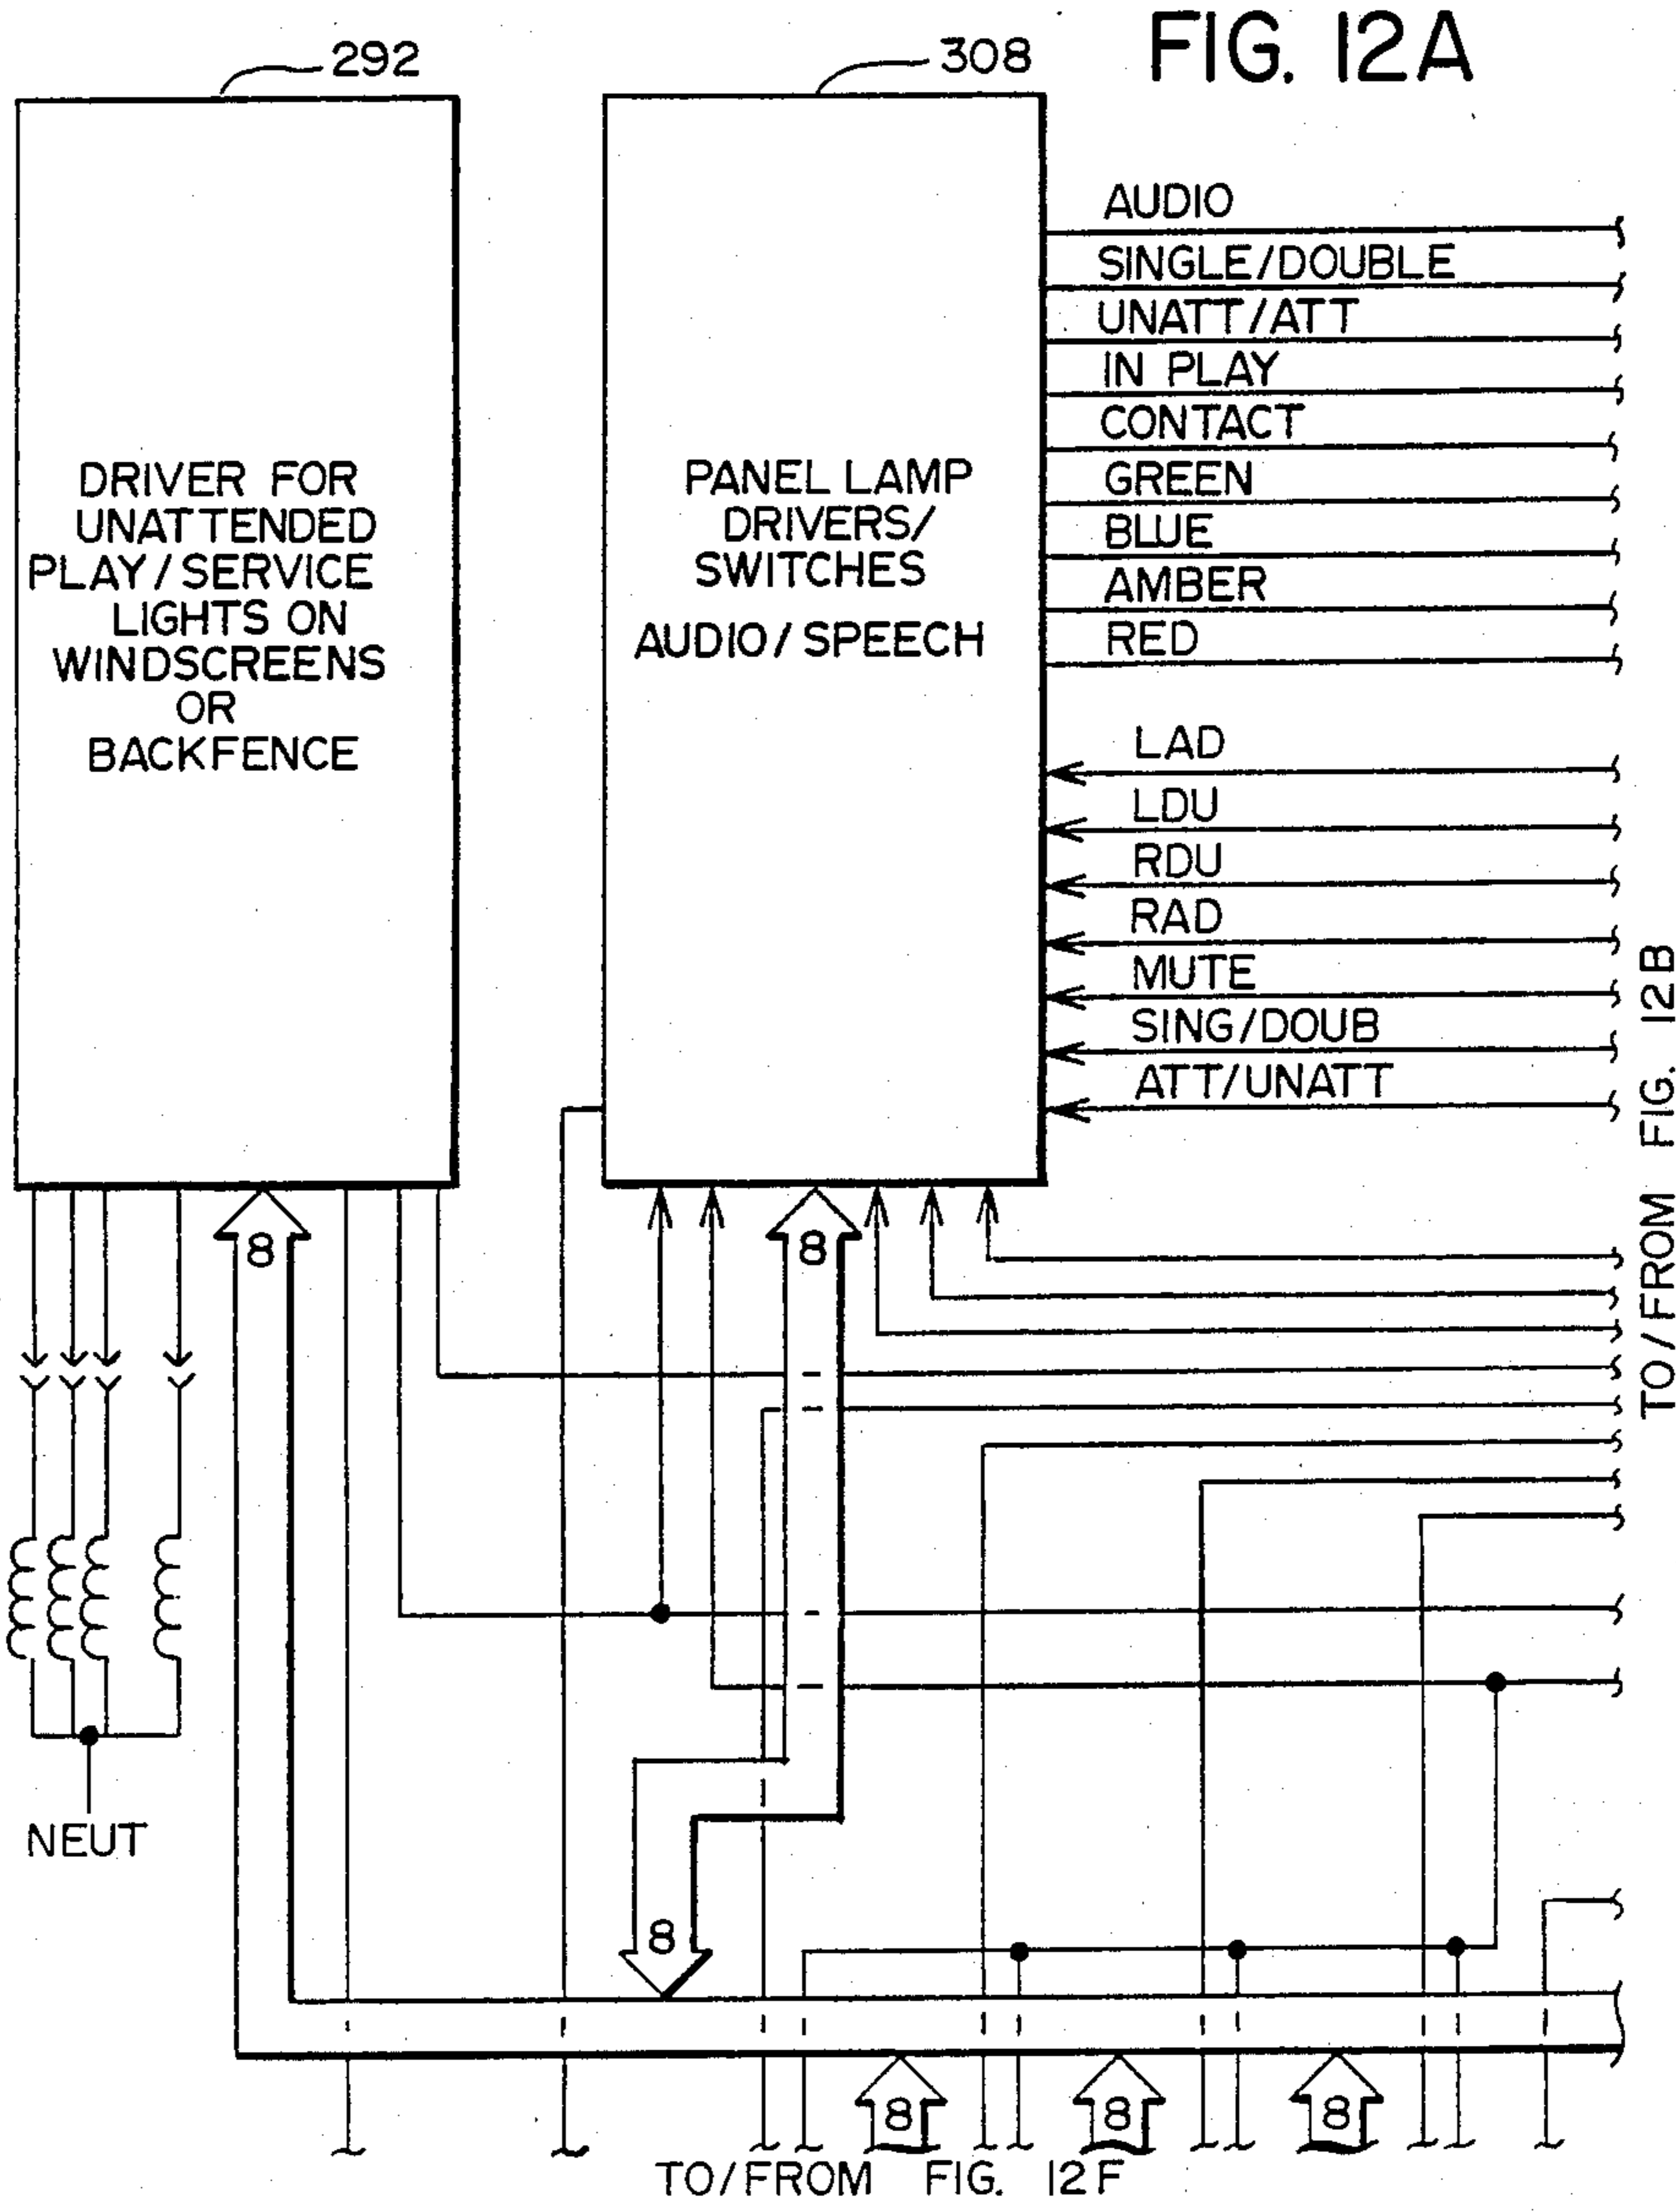 FIG. 12A
292
308
DRIVER FOR
UNATTENDED
PLAY/SERVICE
LIGHTS ON
WINDSCREENS
OR
BACKFENCE
PANEL LAMP
DRIVERS/
SWITCHES
AUDIO/SPEECH
AUDIO
SINGLE/DOUBLE
UNATT/ATT
IN PLAY
CONTACT
GREEN
BLUE
AMBER
RED
LAD
LDU
RDU
RAD
MUTE
SING/DOUB
ATT/UNATT
TO/FROM FIG. 12B
8
8
NEUT
8
8
8
8
TO/FROM FIG. 12F